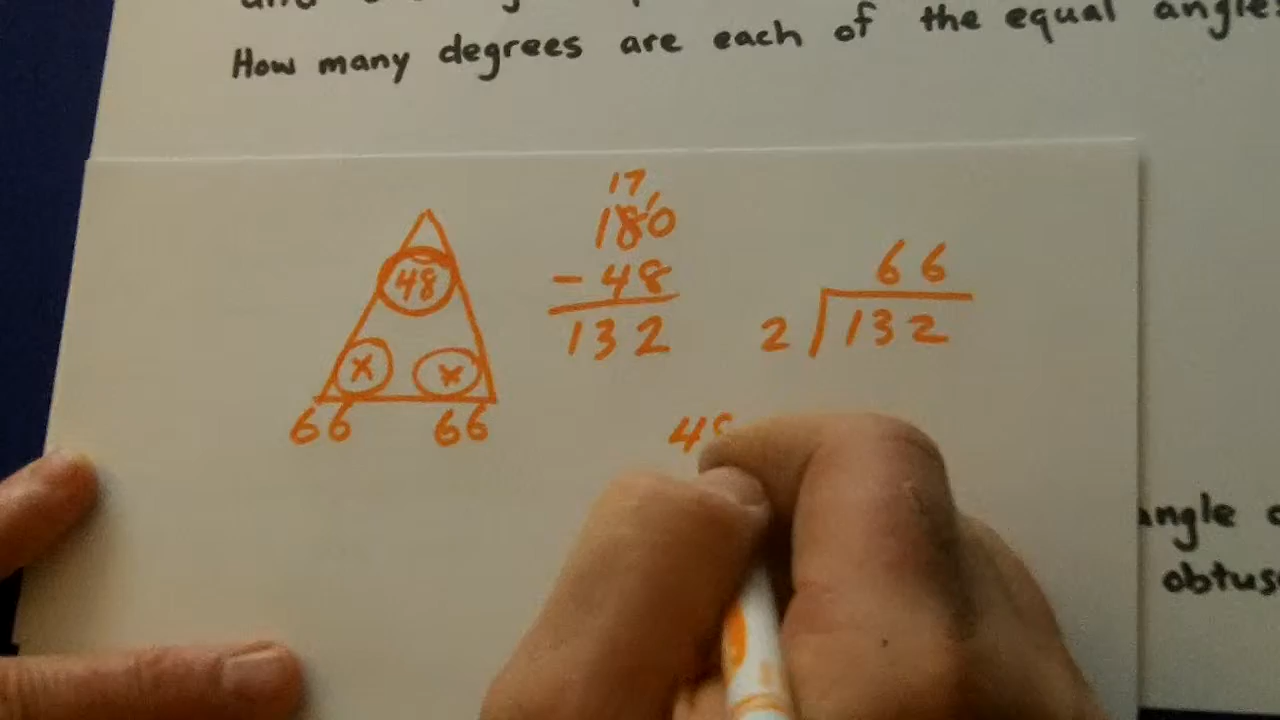 How many degrees are each of the equal angles
17
180
- 48
132
66
2 132
48
x x
66 66
48
angle
obtus